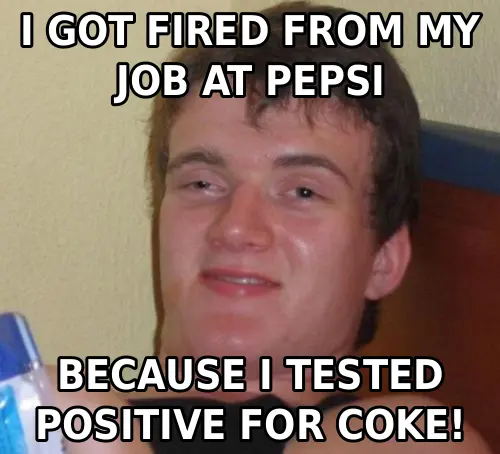 I GOT FIRED FROM MY
JOB AT PEPSI
BECAUSE I TESTED
POSITIVE FOR COKE!